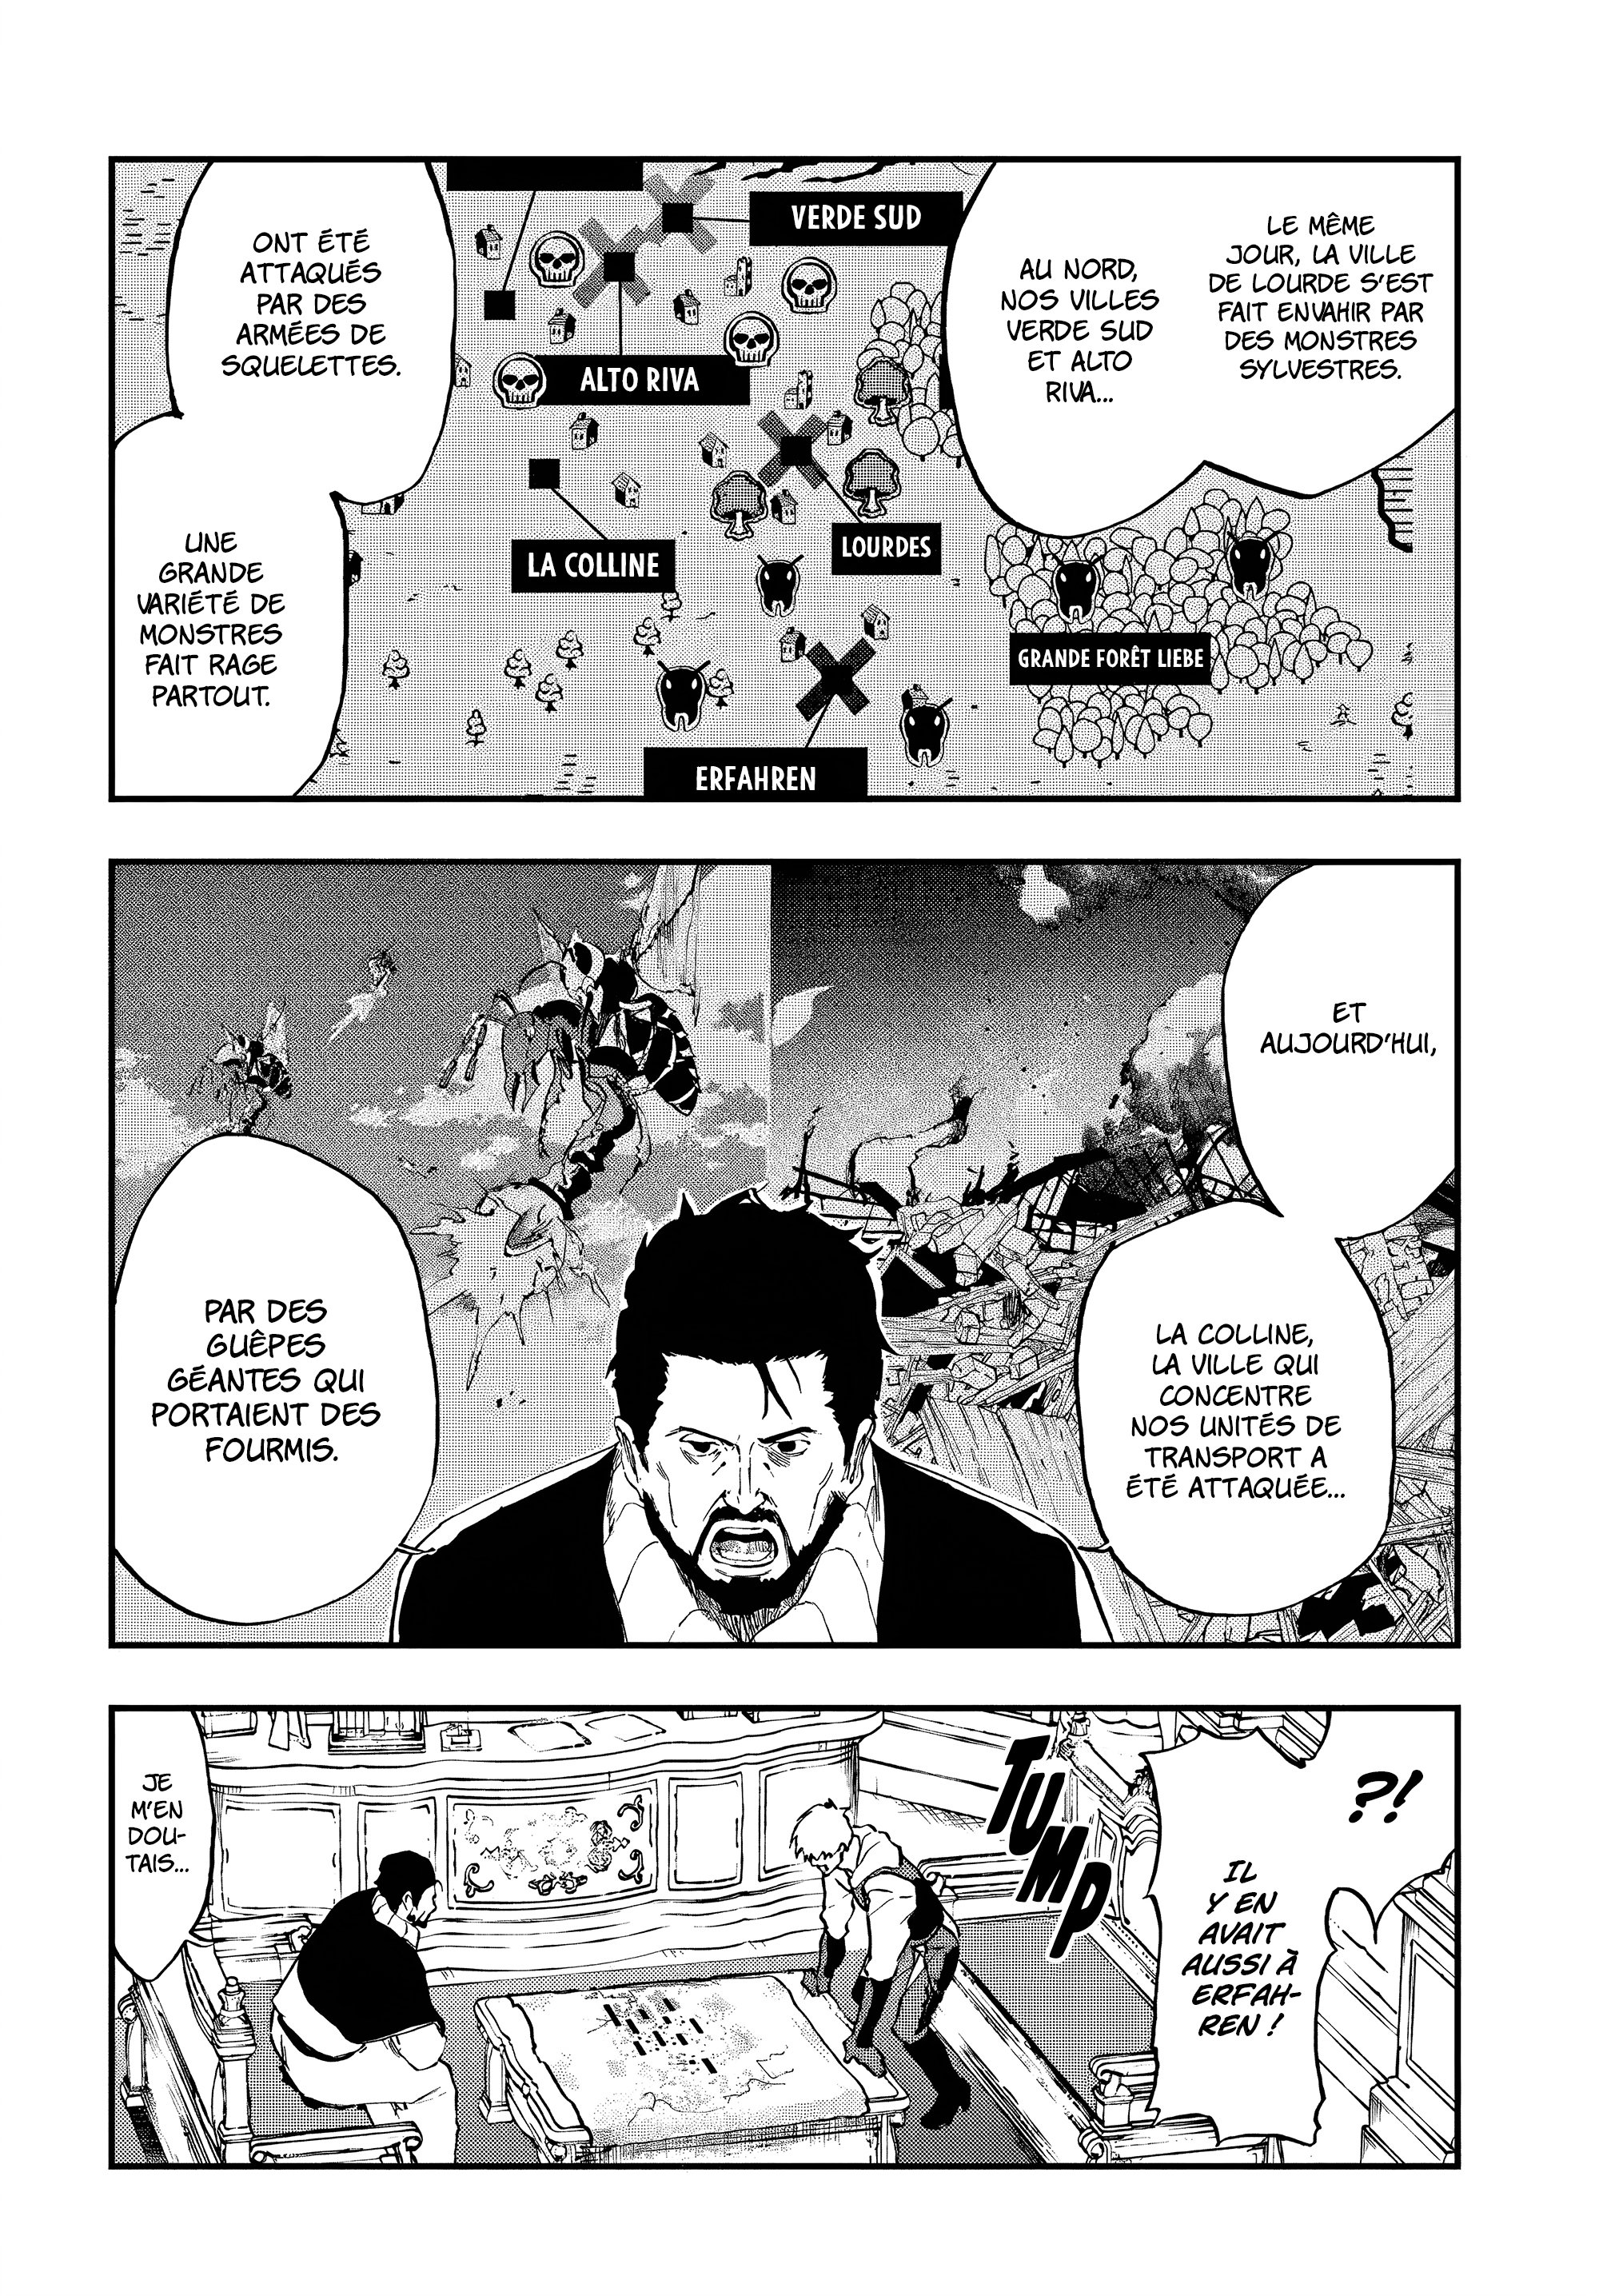 LE MÊME
JOUR, LA VILLE
DE LOURDE S'EST
FAIT ENVAHIR PAR
DES MONSTRES
SYLVESTRES.
AU NORD,
NOS VILLES
VERDE SUD
ET ALTO
RIVA...
VERDE SUD
ALTO RIVA
LOURDES
LA COLLINE
GRANDE FORÊT LIEBE
ERFAHREN
ONT ÉTÉ
ATTAQUÉS
PAR DES
ARMÉES DE
SQUELETTES.
UNE
GRANDE
VARIÉTÉ DE
MONSTRES
FAIT RAGE
PARTOUT.
ET
AUJOURD'HUI,
LA COLLINE,
LA VILLE QUI
CONCENTRE
NOS UNITÉS DE
TRANSPORT A
ÉTÉ ATTAQUÉE...
PAR DES
GUÊPES
GÉANTES QUI
PORTAIENT DES
FOURMIS.
?!
IL
Y EN
AVAIT
AUSSI À
ERFAH-
REN !
TUMP
JE
M'EN
DOU-
TAIS...